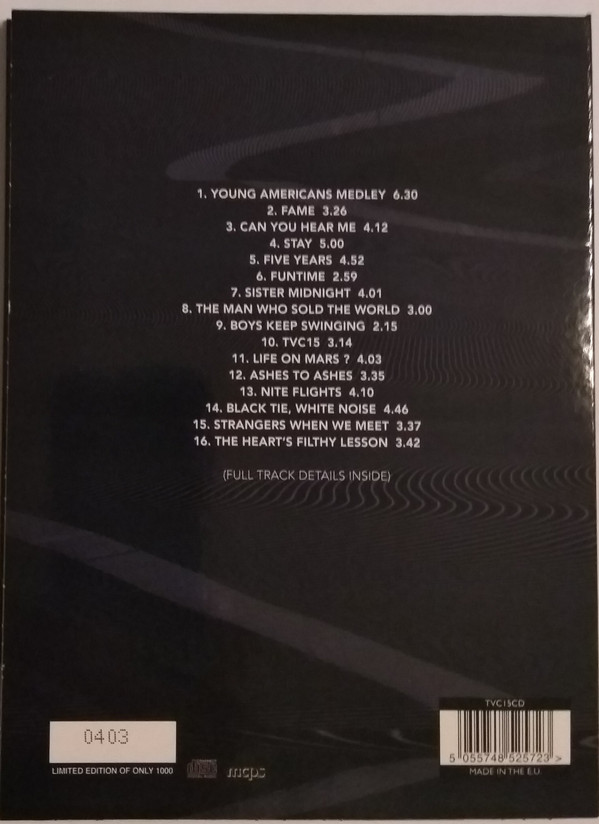 1. YOUNG AMERICANS MEDLEY 6.30
2. FAME 3.26
3. CAN YOU HEAR ME 4.12
4. STAY 5.00
5. FIVE YEARS 4.52
6. FUNTIME 2.59
7. SISTER MIDNIGHT 4.01
8. THE MAN WHO SOLD THE WORLD 3.00
9. BOYS KEEP SWINGING 2.15
10. TVC15 3.14
11. LIFE ON MARS ? 4.03
12. ASHES TO ASHES 3.35
13. NITE FLIGHTS 4.10
14. BLACK TIE, WHITE NOISE 4.46
15. STRANGERS WHEN WE MEET 3.37
16. THE HEART'S FILTHY LESSON 3.42
(FULL TRACK DETAILS INSIDE)
TVC15CD
0403
5 055748 525723 >
LIMITED EDITION OF ONLY 1000
mcps
MADE IN THE E.U.